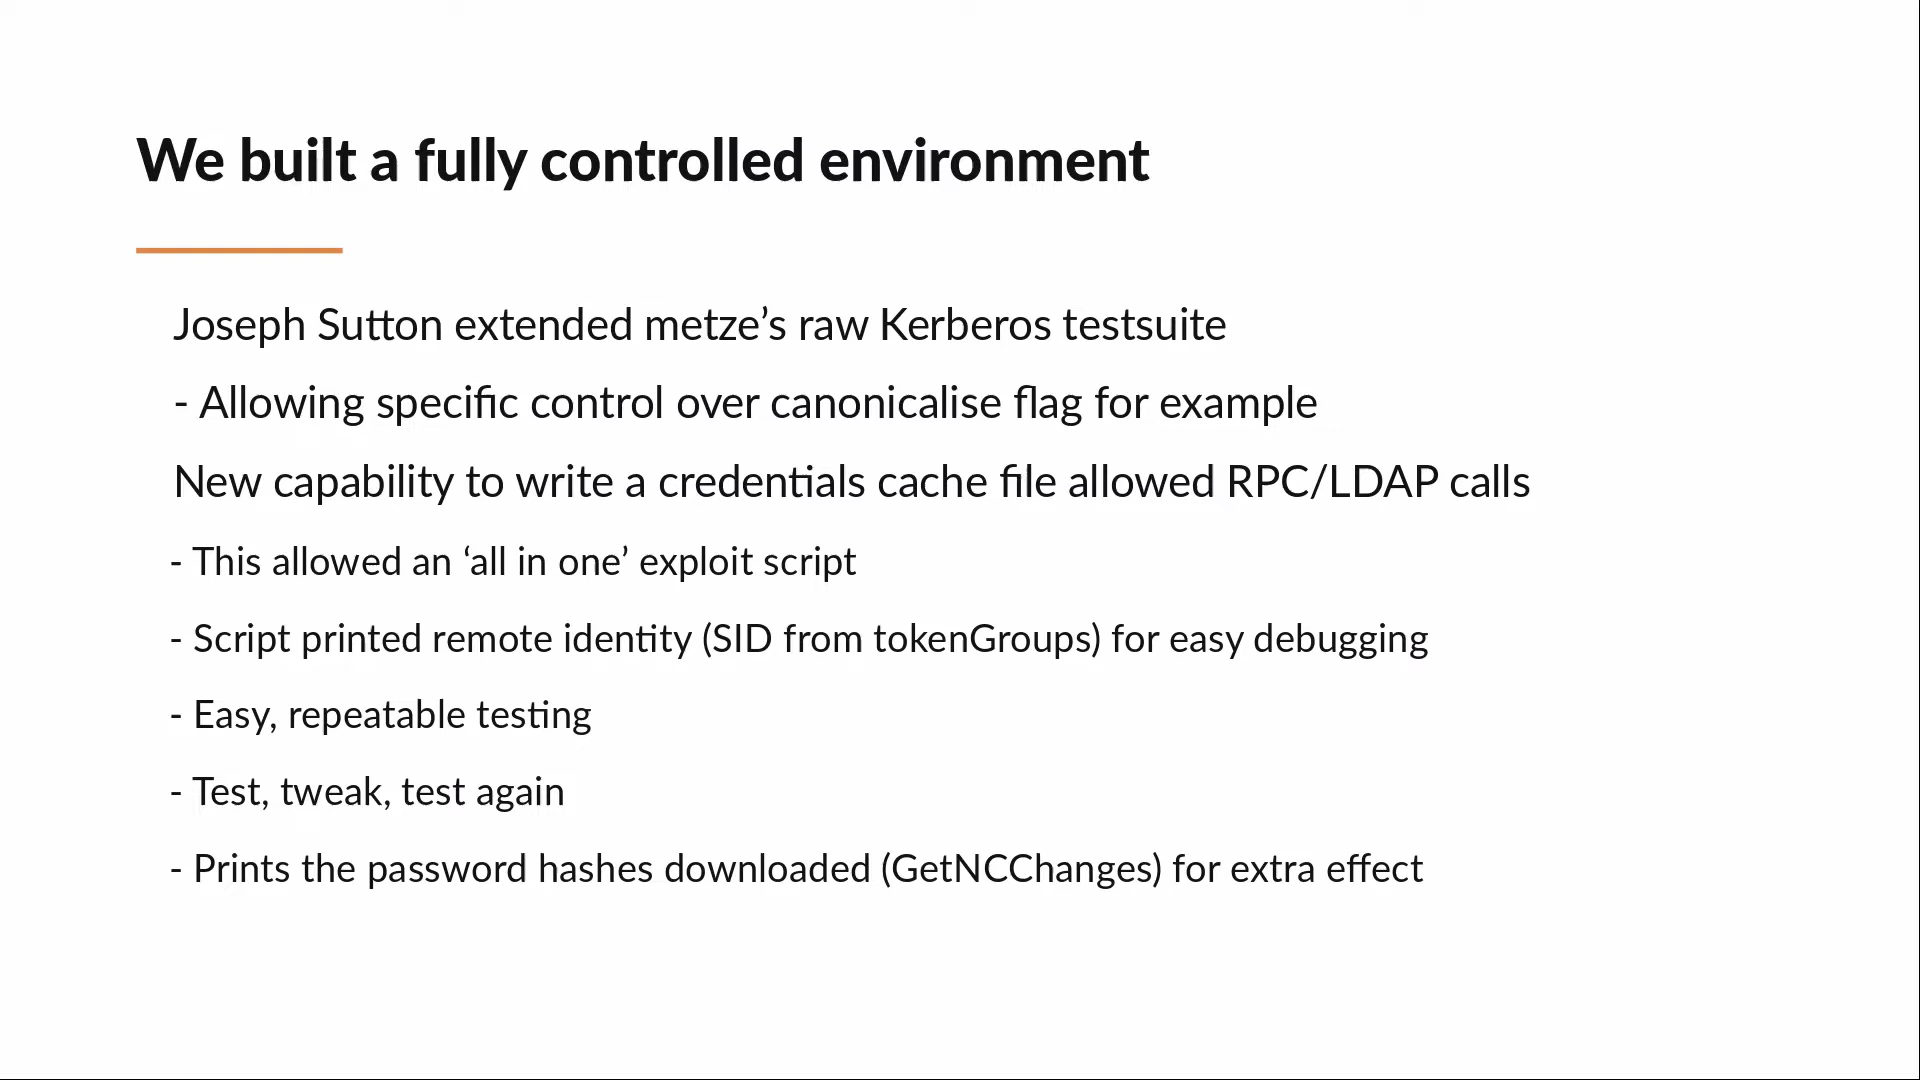 We built a fully controlled environment
Joseph Sutton extended metze’s raw Kerberos testsuite
- Allowing specific control over canonicalise flag for example
New capability to write a credentials cache file allowed RPC/LDAP calls
- This allowed an ‘all in one’ exploit script
- Script printed remote identity (SID from tokenGroups) for easy debugging
- Easy, repeatable testing
- Test, tweak, test again
- Prints the password hashes downloaded (GetNCChanges) for extra effect